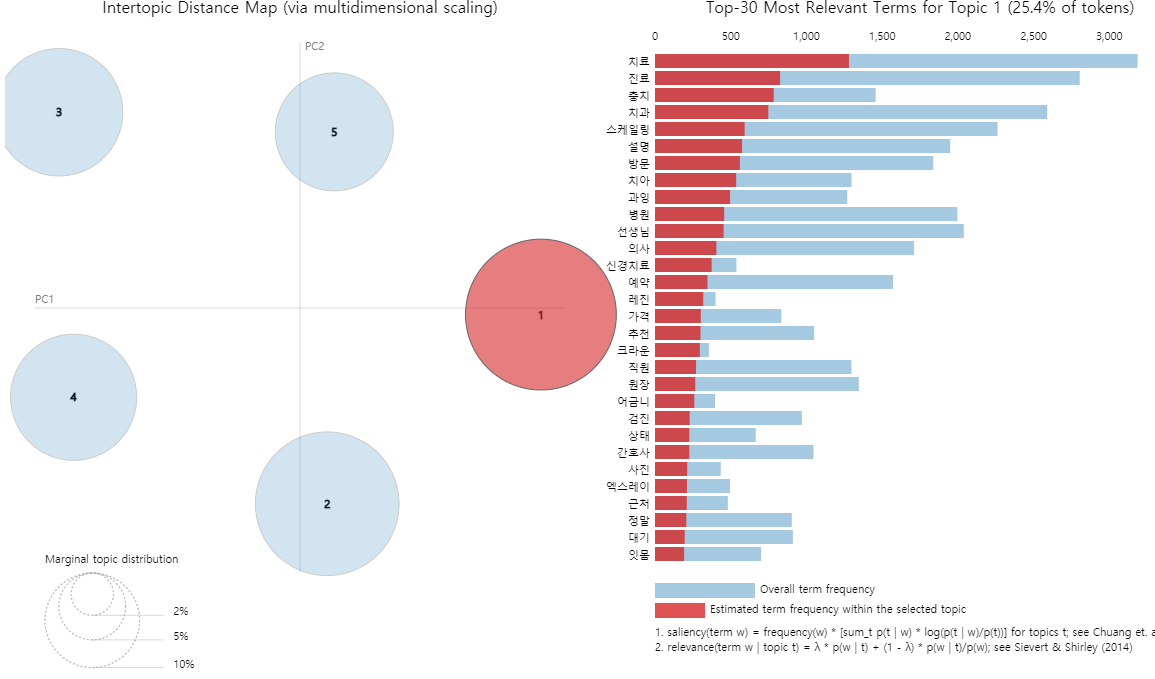 Intertopic Distance Map (via multidimensional scaling)
PC2
PC1
3
5
1
4
2
Marginal topic distribution
2%
5%
10%
Top-30 Most Relevant Terms for Topic 1 (25.4% of tokens)
0 500 1,000 1,500 2,000 2,500 3,000
치료
진료
충치
치과
스케일링
설명
방문
치아
과잉
병원
선생님
의사
신경치료
예약
레진
가격
추천
크라운
직원
원장
어금니
검진
상태
간호사
사진
엑스레이
근처
정말
대기
잇몸
Overall term frequency
Estimated term frequency within the selected topic
1. saliency(term w) = frequency(w) * [sum_t p(t | w) * log(p(t | w)/p(t))] for topics t; see Chuang et. a
2. relevance(term w | topic t) = λ * p(w | t) + (1 - λ) * p(w | t)/p(w); see Sievert & Shirley (2014)